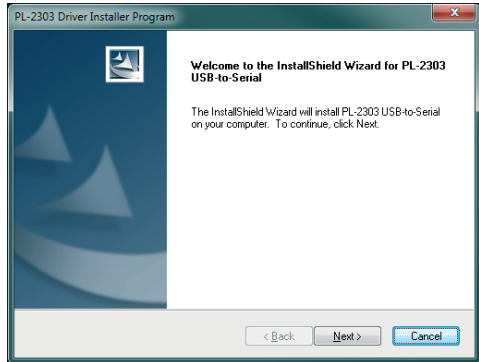 PL-2303 Driver Installer Program
Welcome to the InstallShield Wizard for PL-2303
USB-to-Serial
The InstallShield Wizard will install PL-2303 USB-to-Serial
on your computer. To continue, click Next.
< Back Next > Cancel